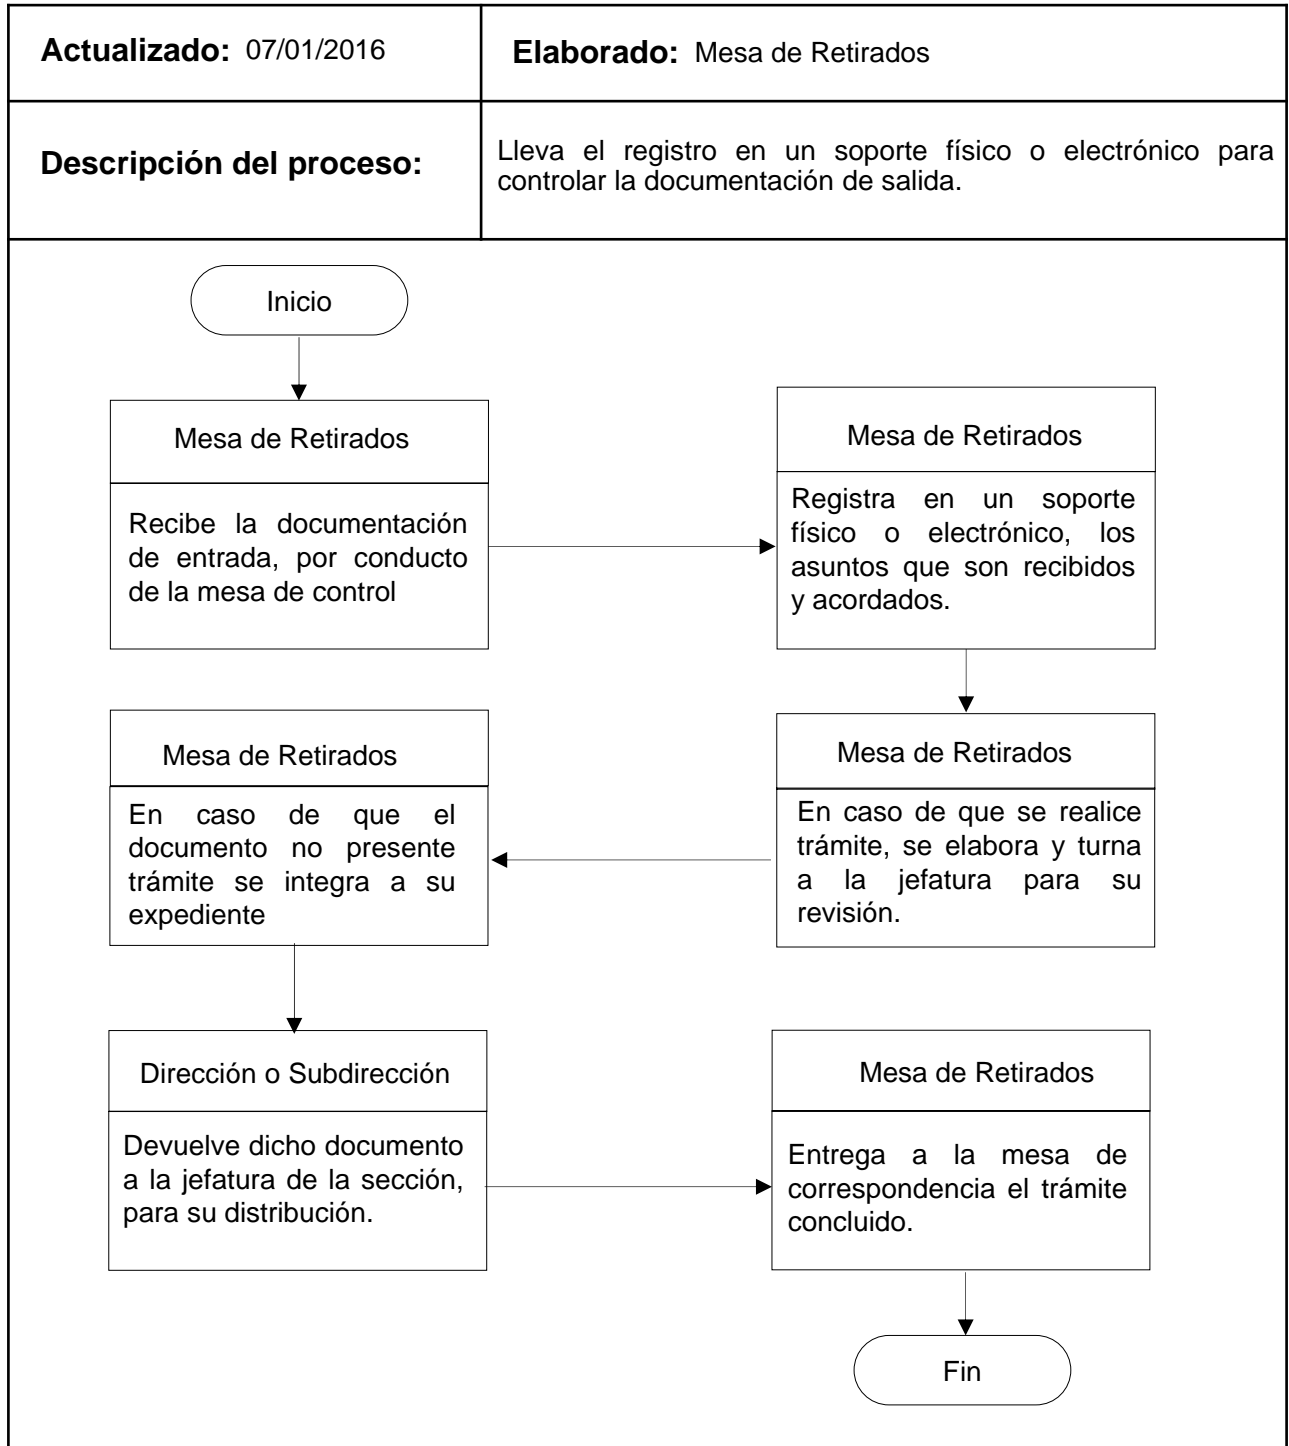 Actualizado: 07/01/2016
Elaborado: Mesa de Retirados
Descripción del proceso:
Lleva el registro en un soporte físico o electrónico para
controlar la documentación de salida.
Inicio
Mesa de Retirados
Recibe la documentación
de entrada, por conducto
de la mesa de control
Mesa de Retirados
Registra en un soporte
físico o electrónico, los
asuntos que son recibidos
y acordados.
Mesa de Retirados
En caso de que se realice
trámite, se elabora y turna
a la jefatura para su
revisión.
Mesa de Retirados
En caso de que el
documento no presente
trámite se integra a su
expediente
Dirección o Subdirección
Devuelve dicho documento
a la jefatura de la sección,
para su distribución.
Mesa de Retirados
Entrega a la mesa de
correspondencia el trámite
concluido.
Fin